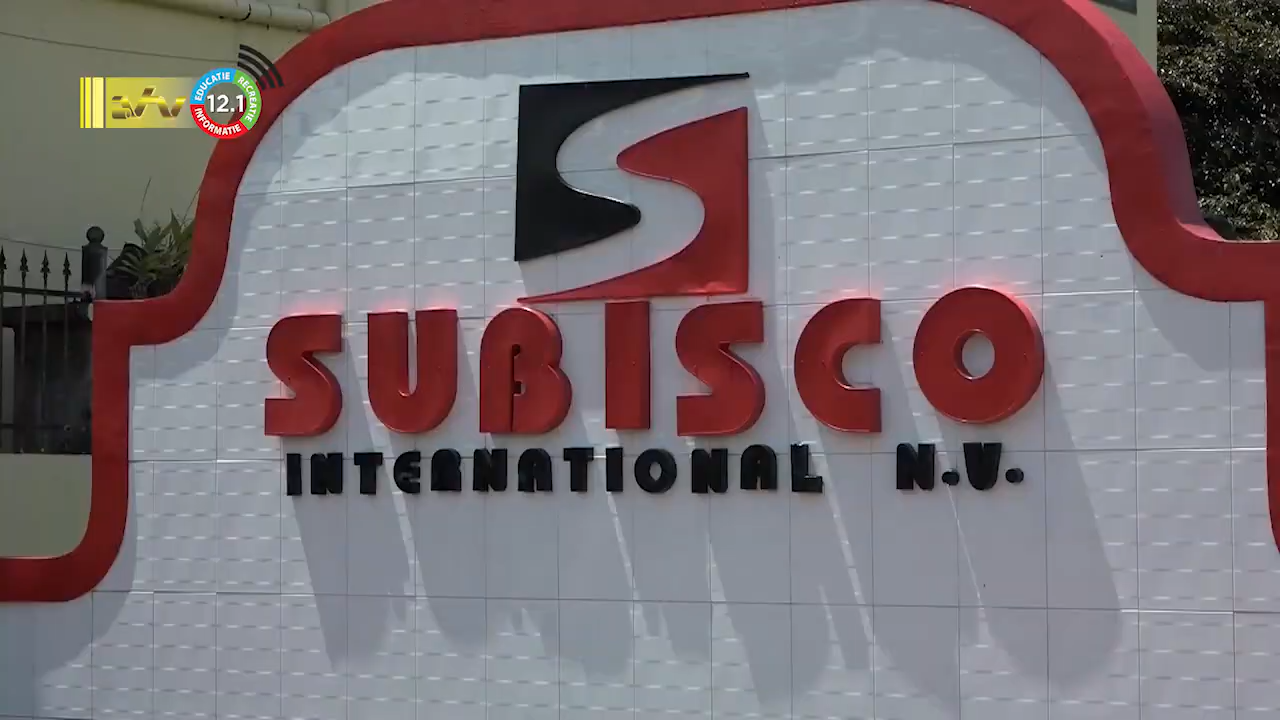 EDUCATIE
RECREATIE
12.1
INFORMATIE
SUBISCO
INTERNATIONAL N.V.